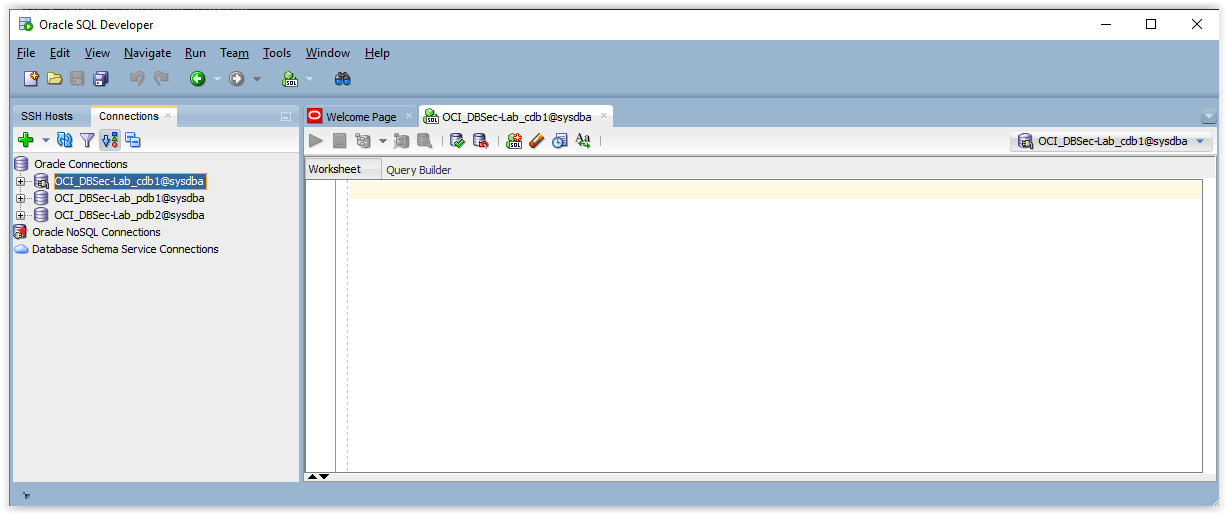 Oracle SQL Developer
File Edit View Navigate Run Team Tools Window Help
SSH Hosts Connections
Welcome Page OCI_DBSec-Lab_cdb1@sysdba
OCI_DBSec-Lab_cdb1@sysdba
Oracle Connections
OCI_DBSec-Lab_cdb1@sysdba
OCI_DBSec-Lab_pdb1@sysdba
OCI_DBSec-Lab_pdb2@sysdba
Oracle NoSQL Connections
Database Schema Service Connections
Worksheet Query Builder